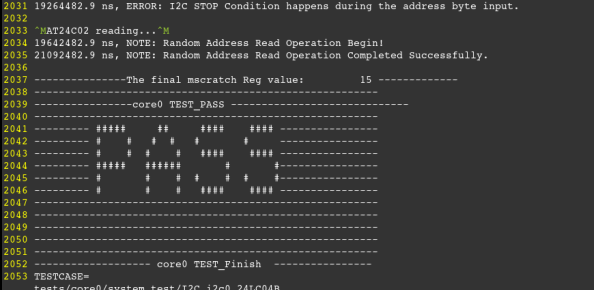 2031 19264482.9 ns, ERROR: I2C STOP Condition happens during the address byte input.
2032
2033 ^MAT24C02 reading...^M
2034 19642482.9 ns, NOTE: Random Address Read Operation Begin!
2035 21092482.9 ns, NOTE: Random Address Read Operation Completed Successfully.
2036
2037 ---------------The final mscratch Reg value:         15 -------------
2038 --------------------------------------------------------
2039 ----------------core0 TEST_PASS -----------------------------
2040 --------------------------------------------------------
2041 --------- #####     ##     ####    #### ----------------
2042 --------- #    #   #  #   #       #     ----------------
2043 --------- #    #  #    #   ####    #### ----------------
2044 --------- #####   ######       #       #----------------
2045 --------- #       #    #  #    #  #    #----------------
2046 --------- #       #    #   ####    #### ----------------
2047 --------------------------------------------------------
2048 --------------------------------------------------------
2049 --------------------------------------------------------
2050 --------------------------------------------------------
2051 --------------------------------------------------------
2052 ------------------- core0 TEST_Finish  ----------------
2053 TESTCASE=
tests/core0/system_test/I2C_i2c0_24LC04B